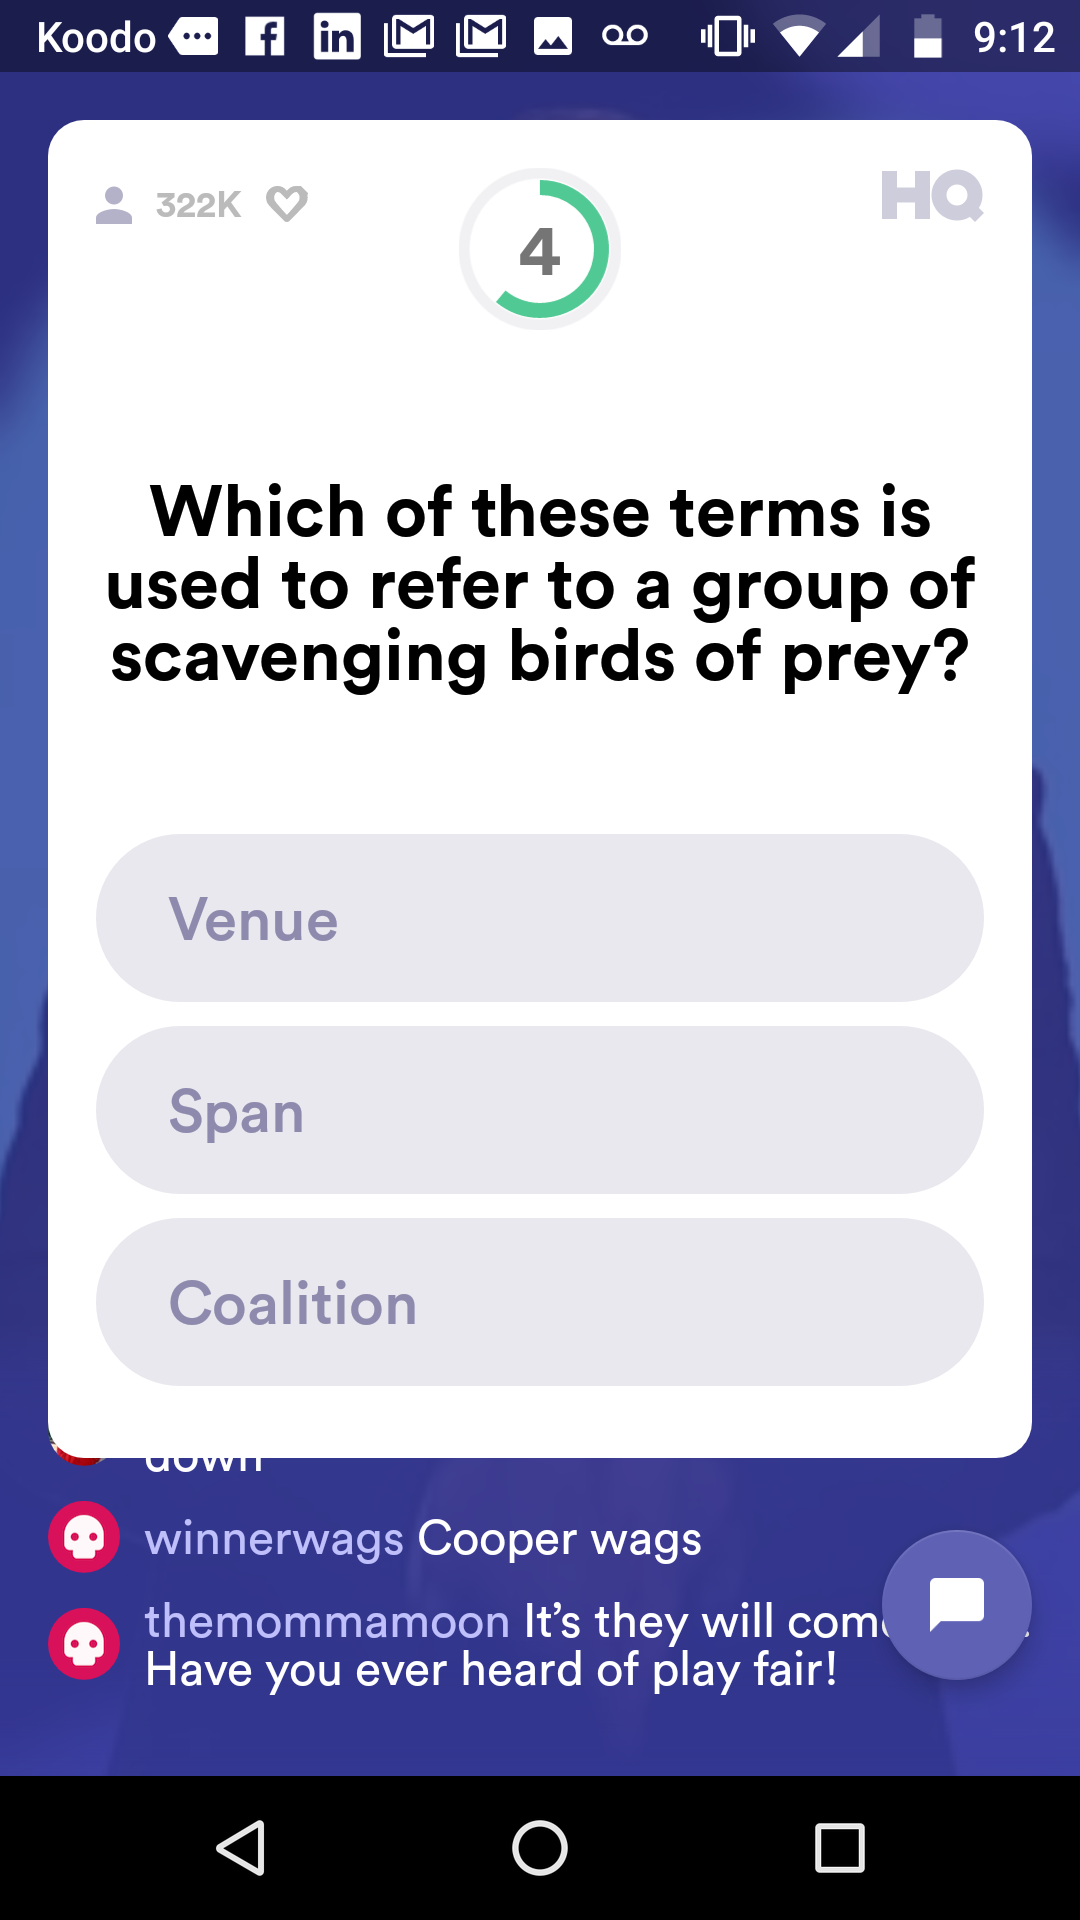 Koodo 9:12
322K 4 HQ
Which of these terms is
used to refer to a group of
scavenging birds of prey?
Venue
Span
Coalition
down
winnerwags Cooper wags
themommamoon It’s they will
Have you ever heard of play fair!